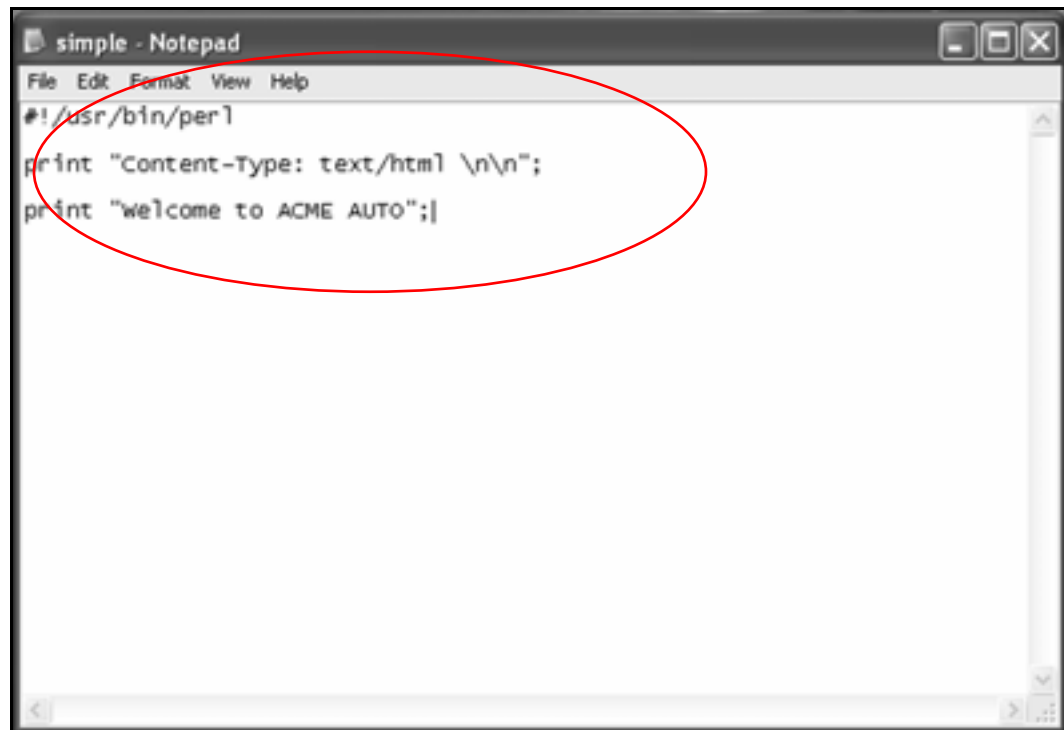 simple - Notepad
File Edit Format View Help
#!/usr/bin/perl
print "Content-Type: text/html \n\n";
print "Welcome to ACME AUTO";